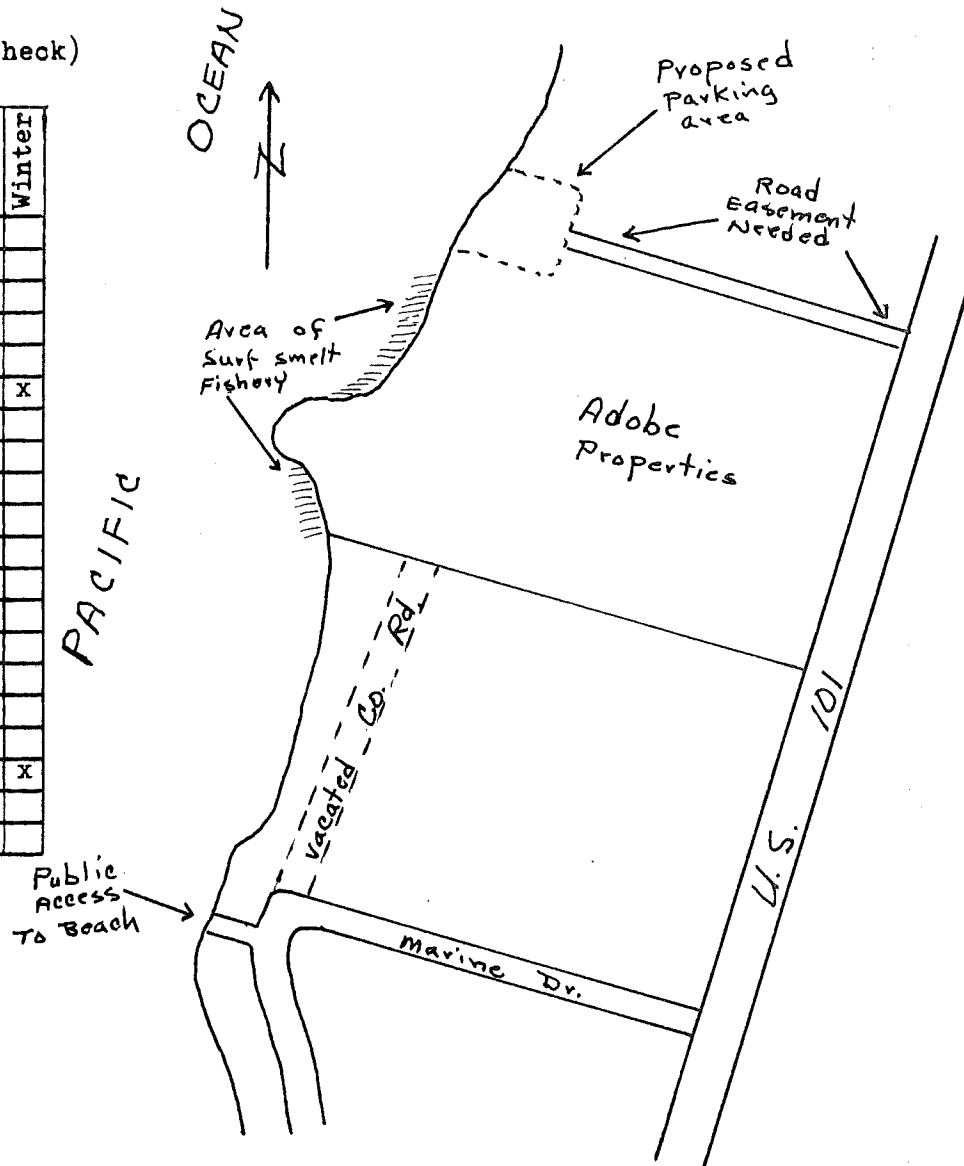 heck)
Winter
X
X
OCEAN
N
PACIFIC
Proposed
Parking
area
Road
Easement
Needed
Area of
Surf smelt
Fishery
Adobe
Properties
vacated Co. Rd.
U.S. 101
Public
Access
To Beach
Marine Dr.